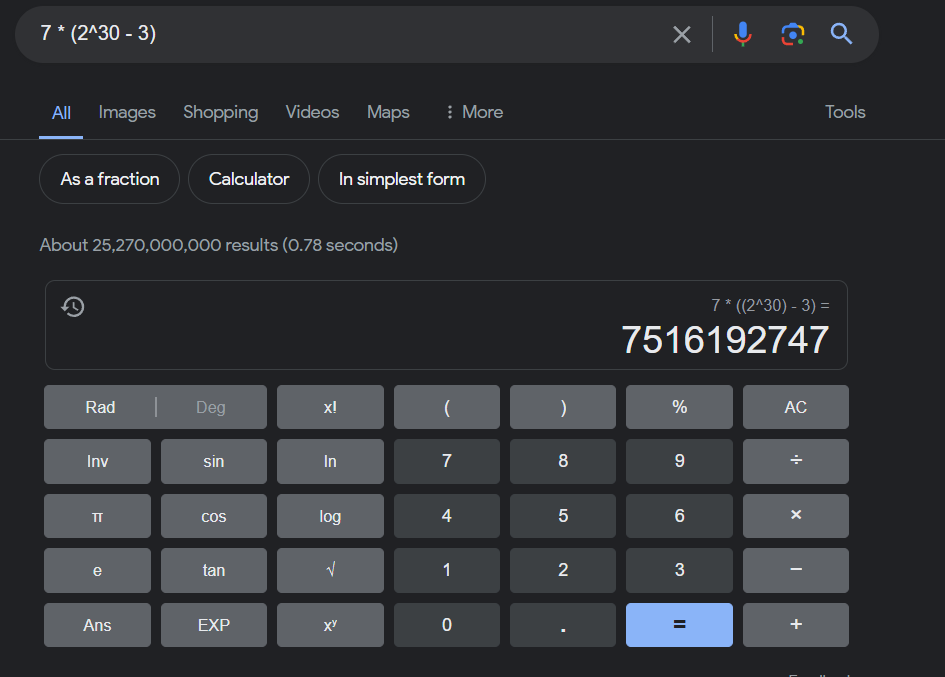 7 * (2^30 - 3)
All Images Shopping Videos Maps More Tools
As a fraction Calculator In simplest form
About 25,270,000,000 results (0.78 seconds)
7 * ((2^30) - 3) =
7516192747
Rad | Deg x! ( ) % AC
Inv sin ln 7 8 9 ÷
π cos log 4 5 6 ×
e tan √ 1 2 3 −
Ans EXP xʸ 0 . = +